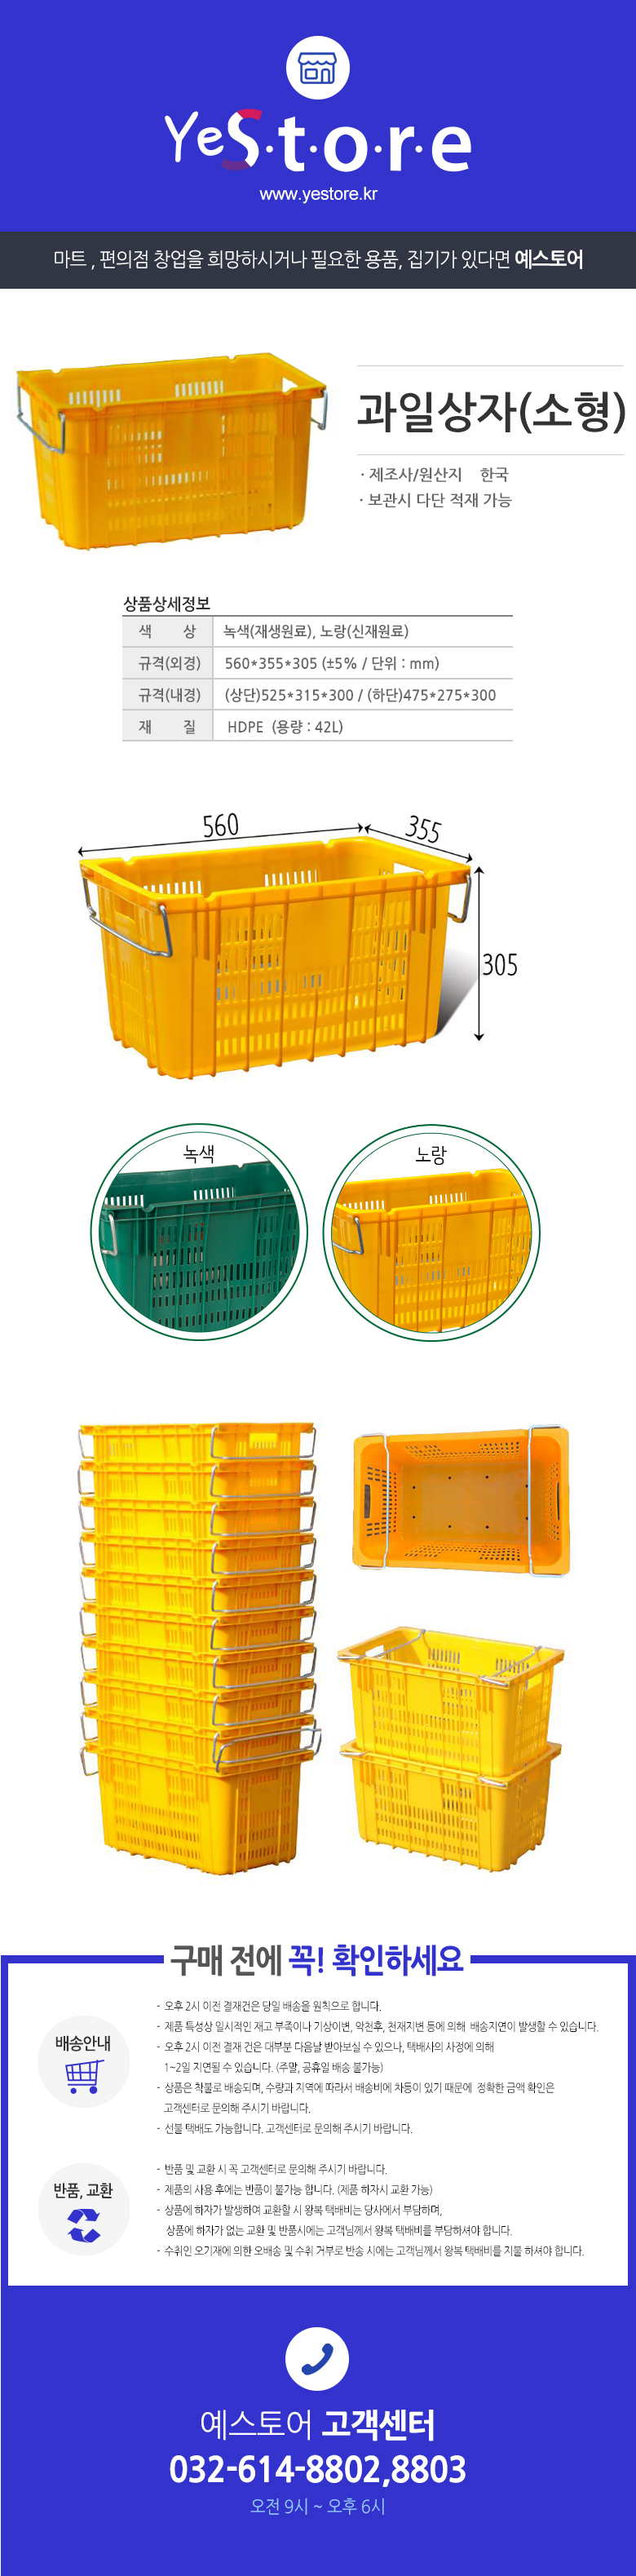 YeS.t.o.r.e
www.yestore.kr
마트 , 편의점 창업을 희망하시거나 필요한 용품, 집기가 있다면 예스토어
과일상자(소형)
· 제조사/원산지 한국
· 보관시 다단 적재 가능
상품상세정보
색 상 녹색(재생원료), 노랑(신재원료)
규격(외경) 560*355*305 (±5% / 단위 : mm)
규격(내경) (상단)525*315*300 / (하단)475*275*300
재 질 HDPE (용량 : 42L)
560
355
305
녹색
노랑
구매 전에 꼭! 확인하세요
배송안내
- 오후 2시 이전 결재건은 당일 배송을 원칙으로 합니다.
- 제품 특성상 일시적인 재고 부족이나 기상이변, 악천후, 천재지변 등에 의해 배송지연이 발생할 수 있습니다.
- 오후 2시 이전 결재 건은 대부분 다음날 받아보실 수 있으나, 택배사의 사정에 의해
1~2일 지연될 수 있습니다. (주말, 공휴일 배송 불가능)
- 상품은 착불로 배송되며, 수량과 지역에 따라서 배송비에 차등이 있기 때문에 정확한 금액 확인은
고객센터로 문의해 주시기 바랍니다.
- 선불 택배도 가능합니다. 고객센터로 문의해 주시기 바랍니다.
반품, 교환
- 반품 및 교환 시 꼭 고객센터로 문의해 주시기 바랍니다.
- 제품의 사용 후에는 반품이 불가능 합니다. (제품 하자시 교환 가능)
- 상품에 하자가 발생하여 교환할 시 왕복 택배비는 당사에서 부담하며,
상품에 하자가 없는 교환 및 반품시에는 고객님께서 왕복 택배비를 부담하셔야 합니다.
- 수취인 오기재에 의한 오배송 및 수취 거부로 반송 시에는 고객님께서 왕복 택배비를 지불 하셔야 합니다.
예스토어 고객센터
032-614-8802,8803
오전 9시 ~ 오후 6시